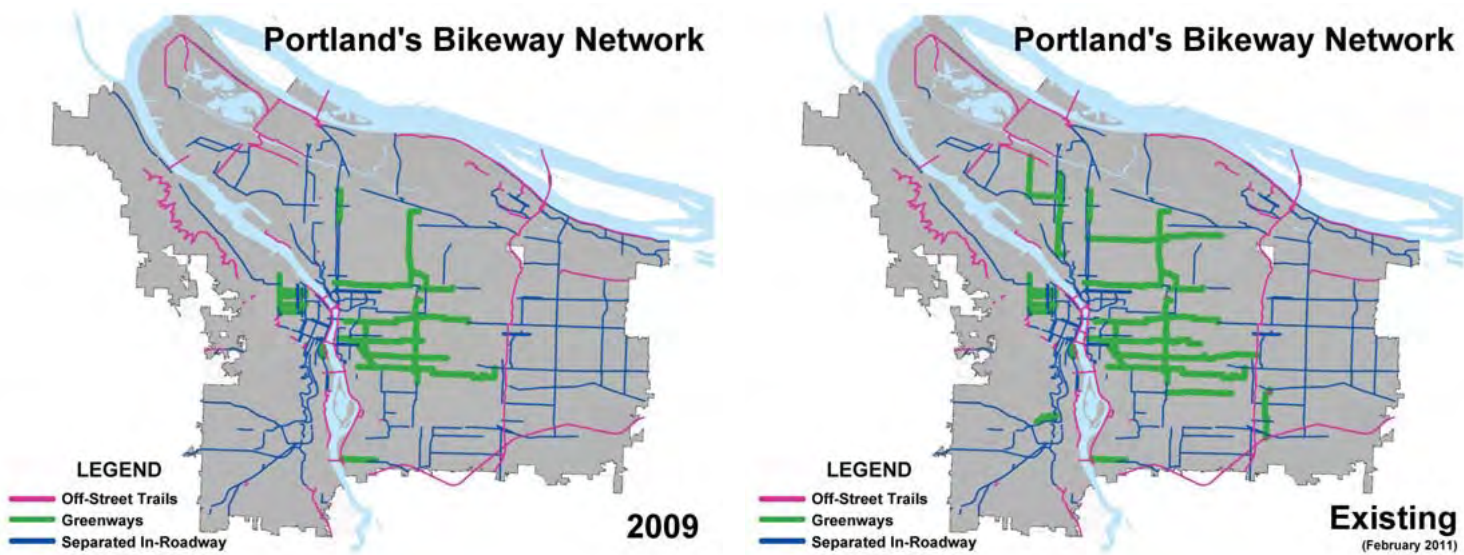 Portland's Bikeway Network
LEGEND
Off-Street Trails
Greenways
Separated In-Roadway
2009
Portland's Bikeway Network
LEGEND
Off-Street Trails
Greenways
Separated In-Roadway
Existing
(February 2011)